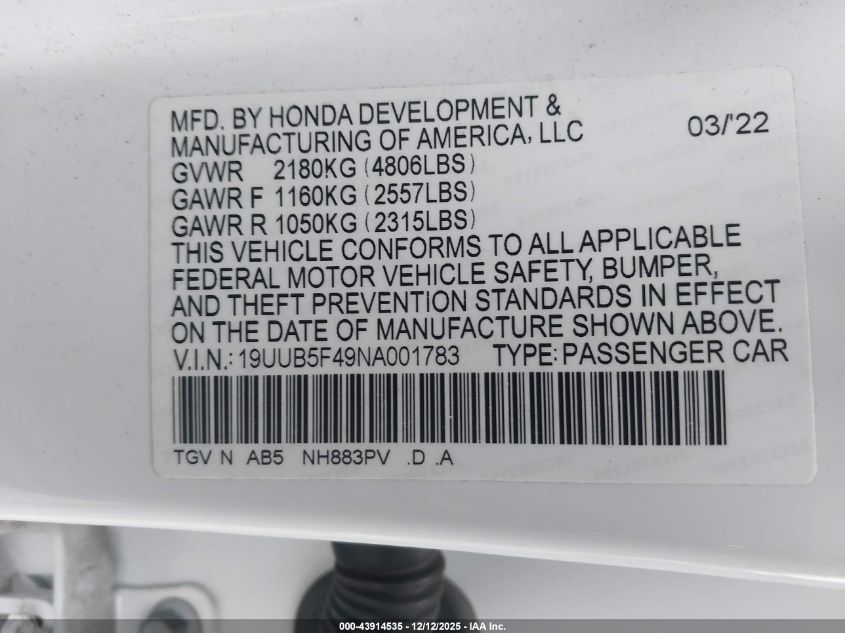 MFD. BY HONDA DEVELOPMENT &
MANUFACTURING OF AMERICA, LLC 03/'22
GVWR 2180KG (4806LBS)
GAWR F 1160KG (2557LBS)
GAWR R 1050KG (2315LBS)
THIS VEHICLE CONFORMS TO ALL APPLICABLE
FEDERAL MOTOR VEHICLE SAFETY, BUMPER,
AND THEFT PREVENTION STANDARDS IN EFFECT
ON THE DATE OF MANUFACTURE SHOWN ABOVE.
V.I.N.: 19UUB5F49NA001783 TYPE: PASSENGER CAR
TGV N AB5 NH883PV .D .A
000-43914535 - 12/12/2025 - IAA Inc.